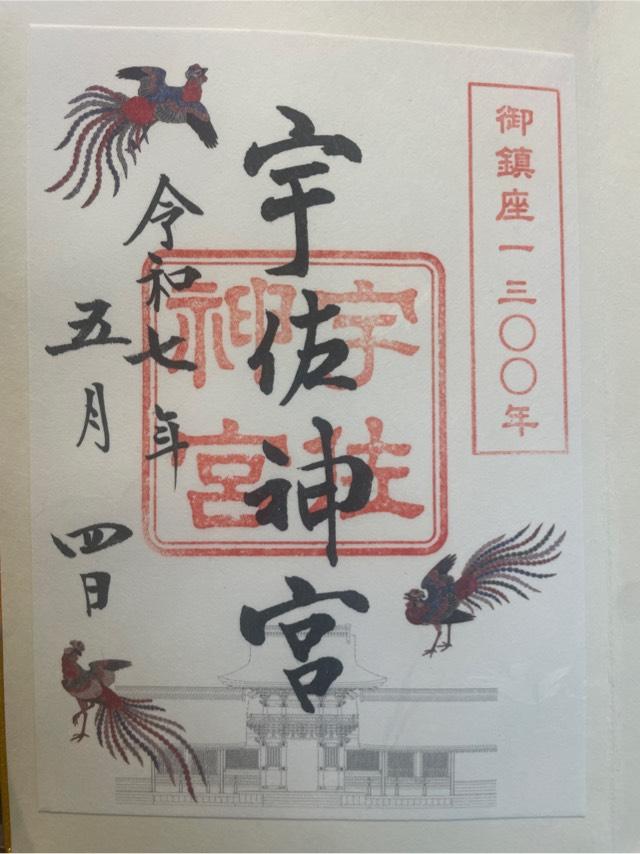 御鎮座一三〇〇年
宇佐神宮
宇佐
神宮
令和七年
五月四日